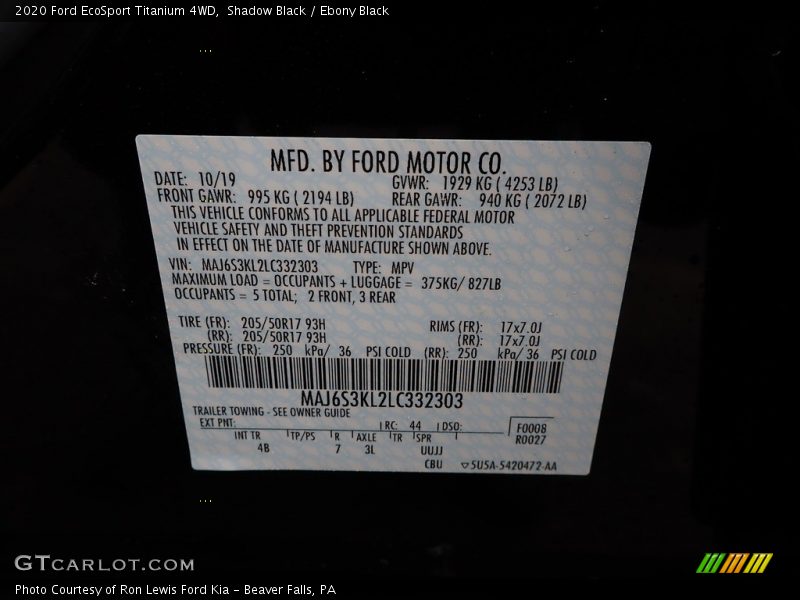 2020 Ford EcoSport Titanium 4WD,  Shadow Black / Ebony Black
MFD. BY FORD MOTOR CO.
DATE: 10/19 GVWR: 1929 KG ( 4253 LB)
FRONT GAWR: 995 KG ( 2194 LB) REAR GAWR: 940 KG ( 2072 LB)
THIS VEHICLE CONFORMS TO ALL APPLICABLE FEDERAL MOTOR
VEHICLE SAFETY AND THEFT PREVENTION STANDARDS
IN EFFECT ON THE DATE OF MANUFACTURE SHOWN ABOVE.
VIN: MAJ6S3KL2LC332303 TYPE: MPV
MAXIMUM LOAD = OCCUPANTS + LUGGAGE = 375KG/ 827LB
OCCUPANTS = 5 TOTAL; 2 FRONT, 3 REAR
TIRE (FR): 205/50R17 93H RIMS (FR): 17x7.0J
(RR): 205/50R17 93H (RR): 17x7.0J
PRESSURE (FR): 250 kPa/ 36 PSI COLD (RR): 250 kPa/ 36 PSI COLD
MAJ6S3KL2LC332303
TRAILER TOWING - SEE OWNER GUIDE
EXT PNT: RC: 44 DSO: F0008
R0027
INT TR TP/PS R AXLE TR SPR
4B 7 3L UUJJ
CBU 5U5A-5420472-AA
GTCARLOT.COM
Photo Courtesy of Ron Lewis Ford Kia - Beaver Falls, PA